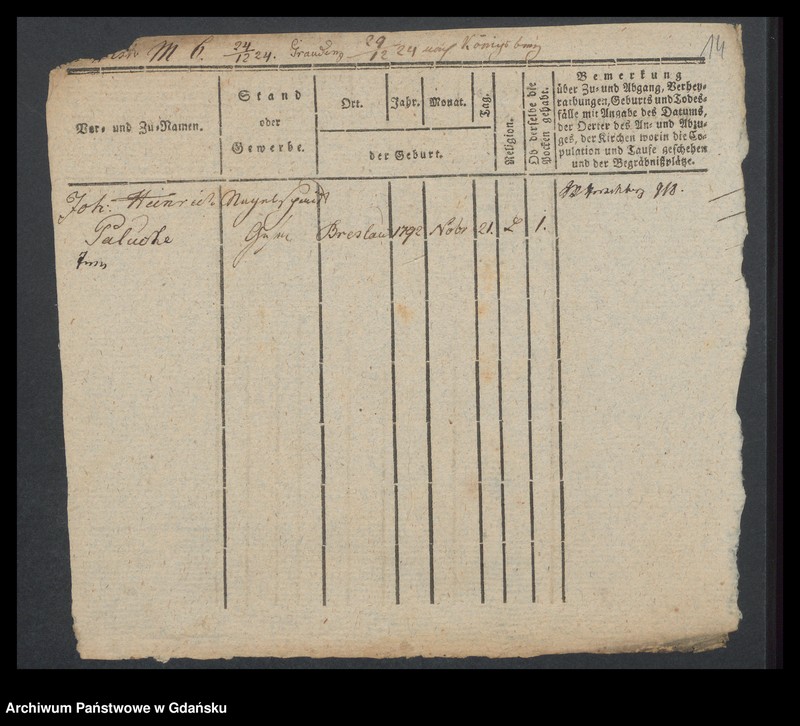 M 6. 24/12 24. Graudenz 29/12 24 nach Königsberg
14
Vor- und Zu-Namen.
Stand
oder
Gewerbe.
Ort.
Jahr.
Monat.
Tag.
der Geburt.
Religion.
Ob derselbe die
Pocken gehabt.
Bemerkung
über Zu- und Abgang, Verhey-
rathungen, Geburts und Todes-
fälle mit Angabe des Datums,
der Oerter des An- und Abzu-
ges, der Kirchen worin die Co-
pulation und Taufe geschehen
und der Begräbnißplätze.
Joh: Heinrich
Paludke
Breslau 1792 Nobr 21. L 1.
Archiwum Państwowe w Gdańsku